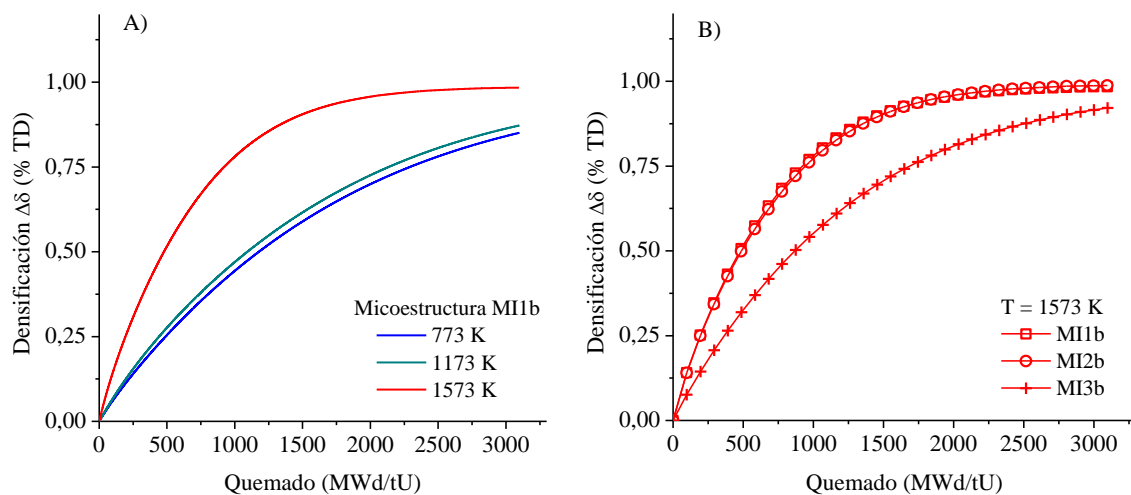 A)
Densificación Δδ (% TD)
1,00
0,75
0,50
0,25
0,00
Micoestructura MI1b
773 K
1173 K
1573 K
0 500 1000 1500 2000 2500 3000
Quemado (MWd/tU)
B)
Densificación Δδ (% TD)
1,00
0,75
0,50
0,25
0,00
T = 1573 K
MI1b
MI2b
MI3b
0 500 1000 1500 2000 2500 3000
Quemado (MWd/tU)